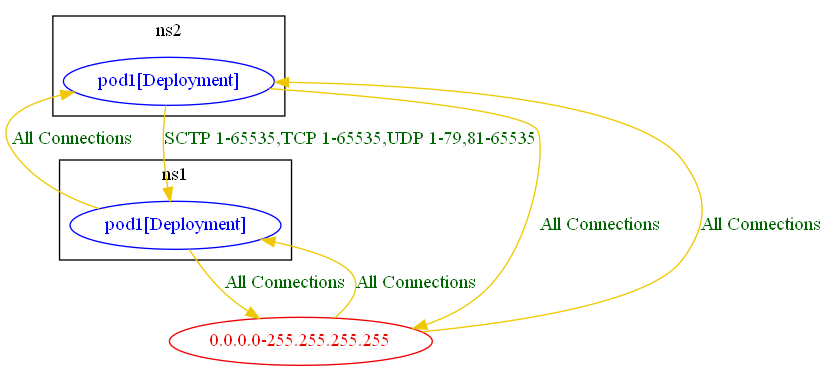 ns2
pod1[Deployment]
All Connections
SCTP 1-65535,TCP 1-65535,UDP 1-79,81-65535
ns1
pod1[Deployment]
All Connections
All Connections
All Connections
All Connections
0.0.0.0-255.255.255.255